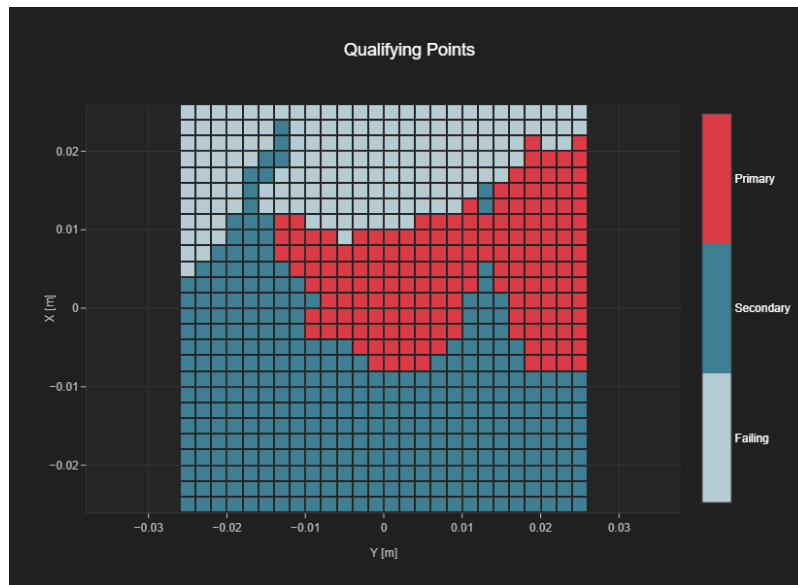 Qualifying Points
0.02
0.01
0
−0.01
−0.02
X [m]
−0.03
−0.02
−0.01
0
0.01
0.02
0.03
Y [m]
Primary
Secondary
Failing